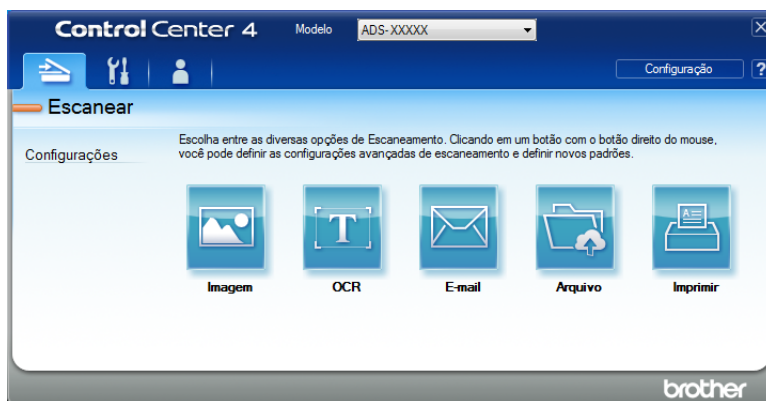 ControlCenter 4
Modelo ADS-XXXXX
X
Configuração ?
Escanear
Configurações
Escolha entre as diversas opções de Escaneamento. Clicando em um botão com o botão direito do mouse,
você pode definir as configurações avançadas de escaneamento e definir novos padrões.
T
Imagem OCR E-mail Arquivo Imprimir
brother